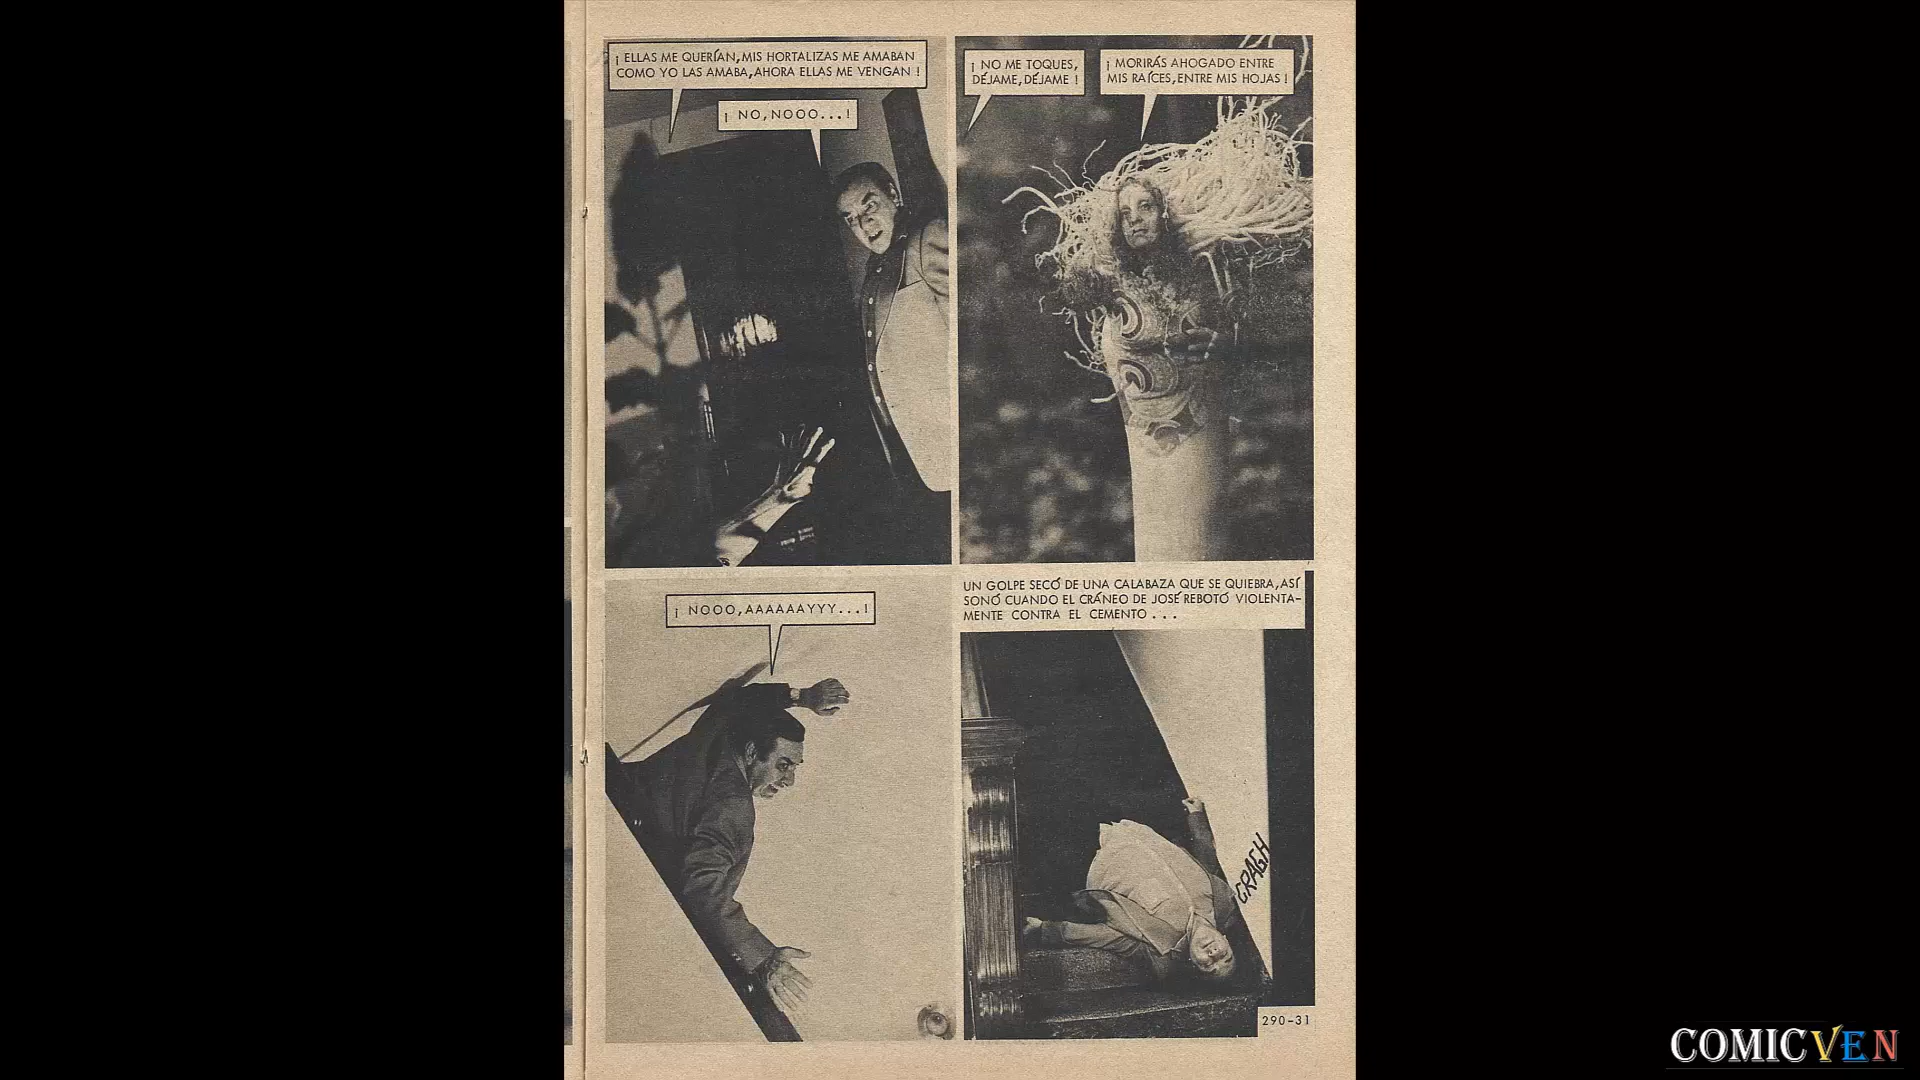 ¡ ELLAS ME QUERÍAN, MIS HORTALIZAS ME AMABAN
COMO YO LAS AMABA, AHORA ELLAS ME VENGAN !
¡ NO, NOOO...!
¡ NO ME TOQUES,
DÉJAME, DÉJAME !
¡ MORIRÁS AHOGADO ENTRE
MIS RAÍCES, ENTRE MIS HOJAS !
¡ NOOO, AAAAAAYYY...!
UN GOLPE SECÓ DE UNA CALABAZA QUE SE QUIEBRA, ASÍ
SONÓ CUANDO EL CRÁNEO DE JOSÉ REBOTÓ VIOLENTA-
MENTE CONTRA EL CEMENTO ...
CRAGH
290-31
COMICVEN